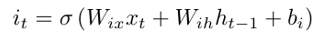 i_t = σ (W_{ix} x_t + W_{ih} h_{t−1} + b_i)